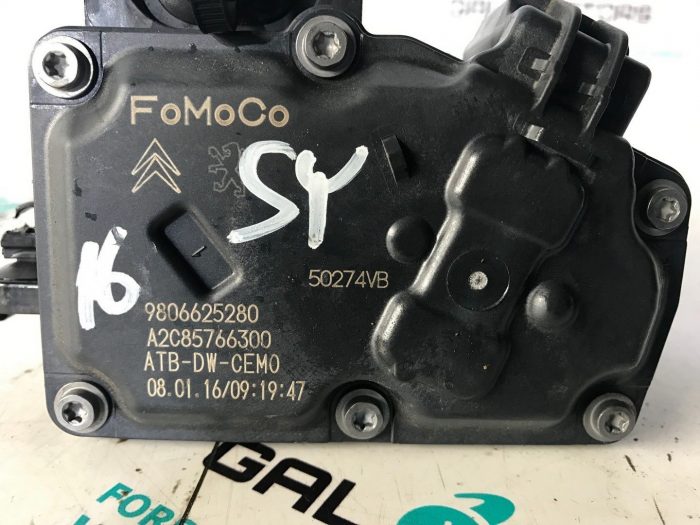 FoMoCo
SY
16
50274VB
9806625280
A2C85766300
ATB-DW-CEMO
08.01.16/09:19:47
GAL
FOR